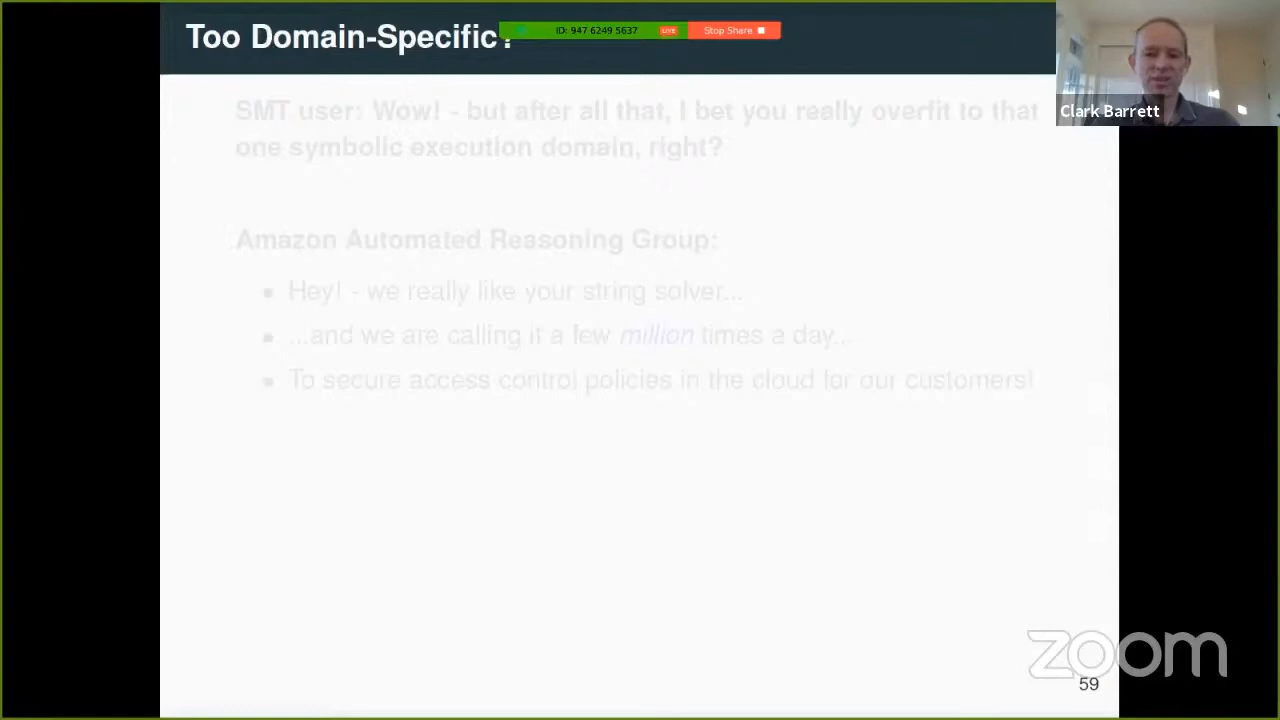 Too Domain-Specific?
ID: 947 6249 5637
LIVE
Stop Share
Clark Barrett
SMT user: Wow! - but after all that, I bet you really overfit to that
one symbolic execution domain, right?
Amazon Automated Reasoning Group:
Hey! - we really like your string solver...
...and we are calling it a few million times a day...
To secure access control policies in the cloud for our customers!
zoom
59